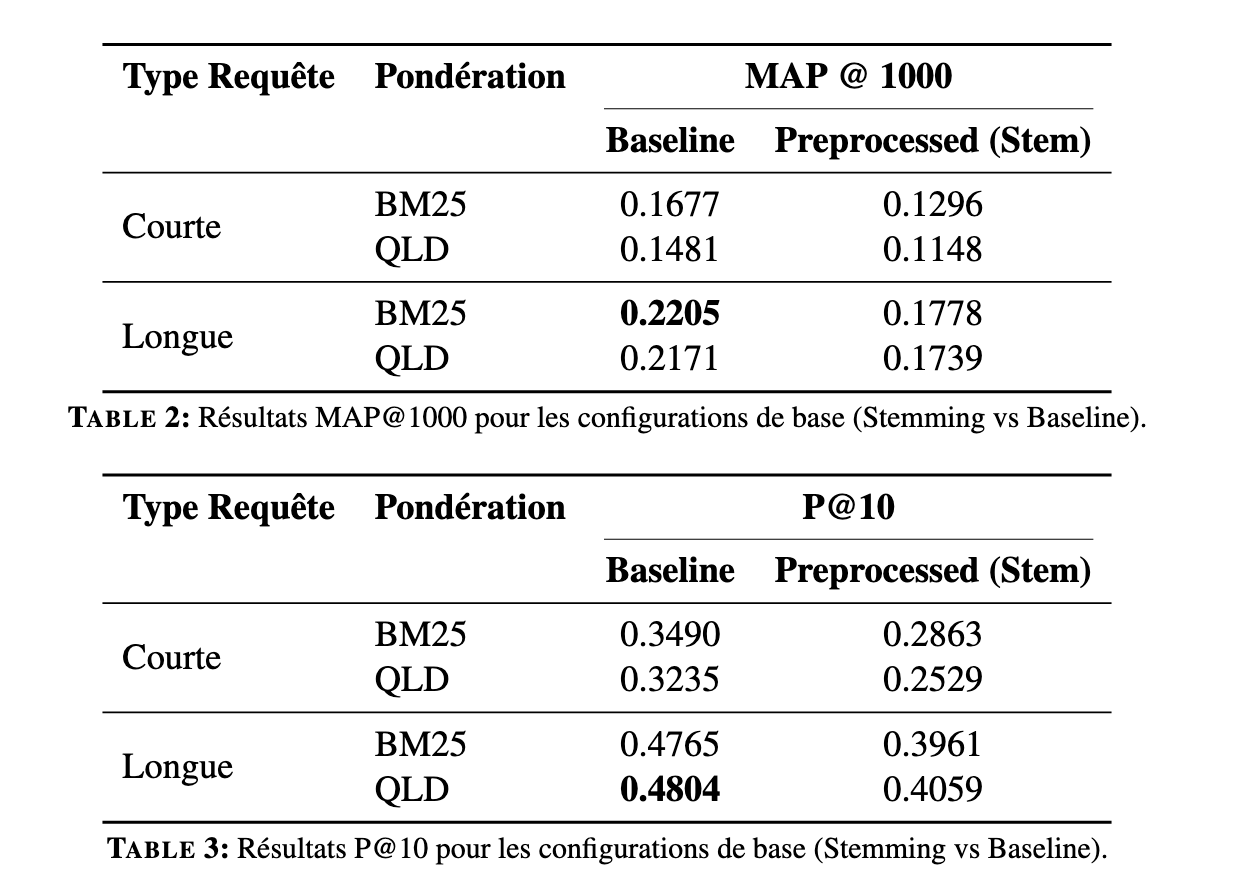 Type Requête Pondération MAP @ 1000
Baseline Preprocessed (Stem)
Courte
BM25 0.1677 0.1296
QLD 0.1481 0.1148
Longue
BM25 0.2205 0.1778
QLD 0.2171 0.1739
TABLE 2: Résultats MAP@1000 pour les configurations de base (Stemming vs Baseline).
Type Requête Pondération P@10
Baseline Preprocessed (Stem)
Courte
BM25 0.3490 0.2863
QLD 0.3235 0.2529
Longue
BM25 0.4765 0.3961
QLD 0.4804 0.4059
TABLE 3: Résultats P@10 pour les configurations de base (Stemming vs Baseline).